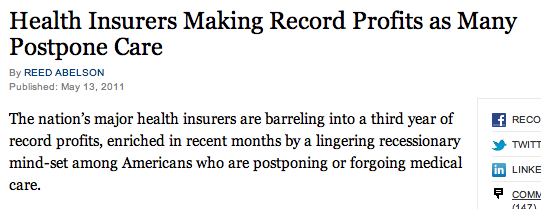 Health Insurers Making Record Profits as Many
Postpone Care
By REED ABELSON
Published: May 13, 2011
The nation’s major health insurers are barreling into a third year of
record profits, enriched in recent months by a lingering recessionary
mind-set among Americans who are postponing or forgoing medical
care.
RECO
TWITT
LINKE
COMM
(147)